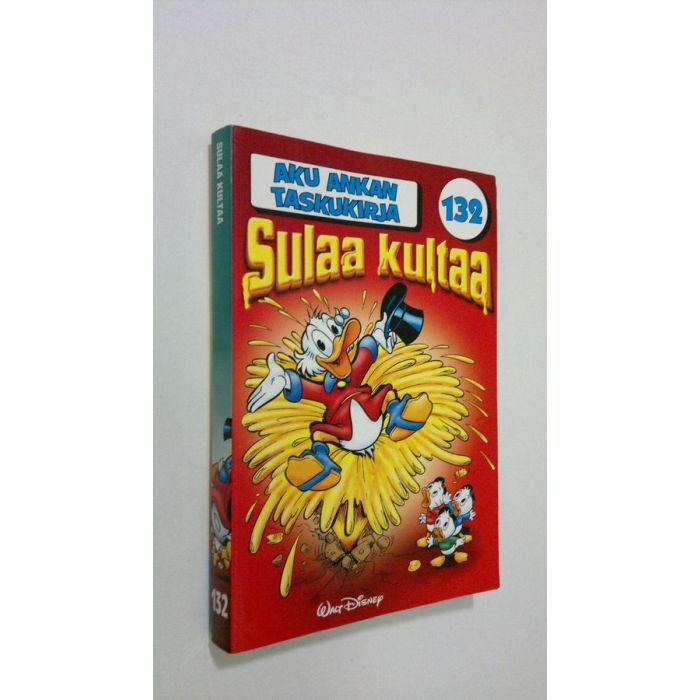 SULAA KULTAA
132
AKU ANKAN
TASKUKIRJA
132
Sulaa kultaa
WALT DISNEY